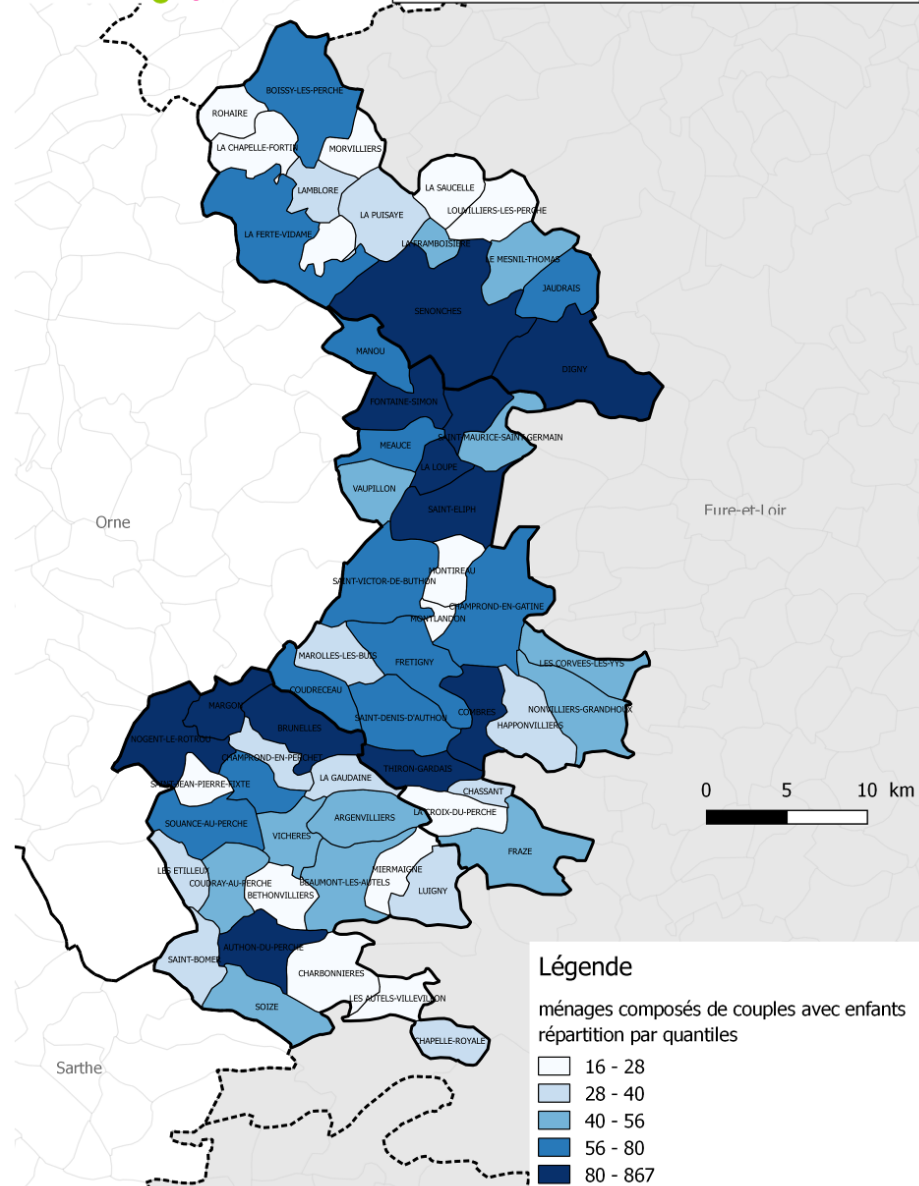 BOISSY-LES-PERCHE
ROHAIRE
LA CHAPELLE-FORTIN
MORVILLIERS
LAMBLORE
LA SAUCELLE
LOUVILLIERS-LES-PERCHE
LA PUISAYE
LA FERTE-VIDAME
LA FRAMBOISIERE
LE MESNIL-THOMAS
JAUDRAIS
SENONCHES
MANOU
DIGNY
FONTAINE-SIMON
SAINT-MAURICE-SAINT-GERMAIN
MEAUCE
LA LOUPE
VAUPILLON
SAINT-ELIPH
Orne
Eure-et-Loir
MONTIREAU
SAINT-VICTOR-DE-BUTHON
CHAMPROND-EN-GATINE
MONTLANDON
MAROLLES-LES-BUIS
FRETIGNY
LES CORVEES-LES-YYS
COUDRECEAU
MARGON
SAINT-DENIS-D'AUTHOU
COMBRES
NONVILLIERS-GRANDHOUX
HAPPONVILLIERS
BRUNELLES
NOGENT-LE-ROTROU
CHAMPROND-EN-PERCHET
THIRON-GARDAIS
LA GAUDAINE
SAINT-JEAN-PIERRE-FIXTE
CHASSANT
0 5 10 km
LA CROIX-DU-PERCHE
ARGENVILLIERS
SOUANCE-AU-PERCHE
VICHERES
FRAZE
MIERMAIGNE
LES ETILLEUX
COUDRAY-AU-PERCHE
BEAUMONT-LES-AUTELS
LUIGNY
BETHONVILLIERS
AUTHON-DU-PERCHE
SAINT-BOMER
CHARBONNIERES
LES AUTELS-VILLEVILLON
SOIZE
CHAPELLE-ROYALE
Sarthe
Légende
ménages composés de couples avec enfants
répartition par quantiles
16 - 28
28 - 40
40 - 56
56 - 80
80 - 867